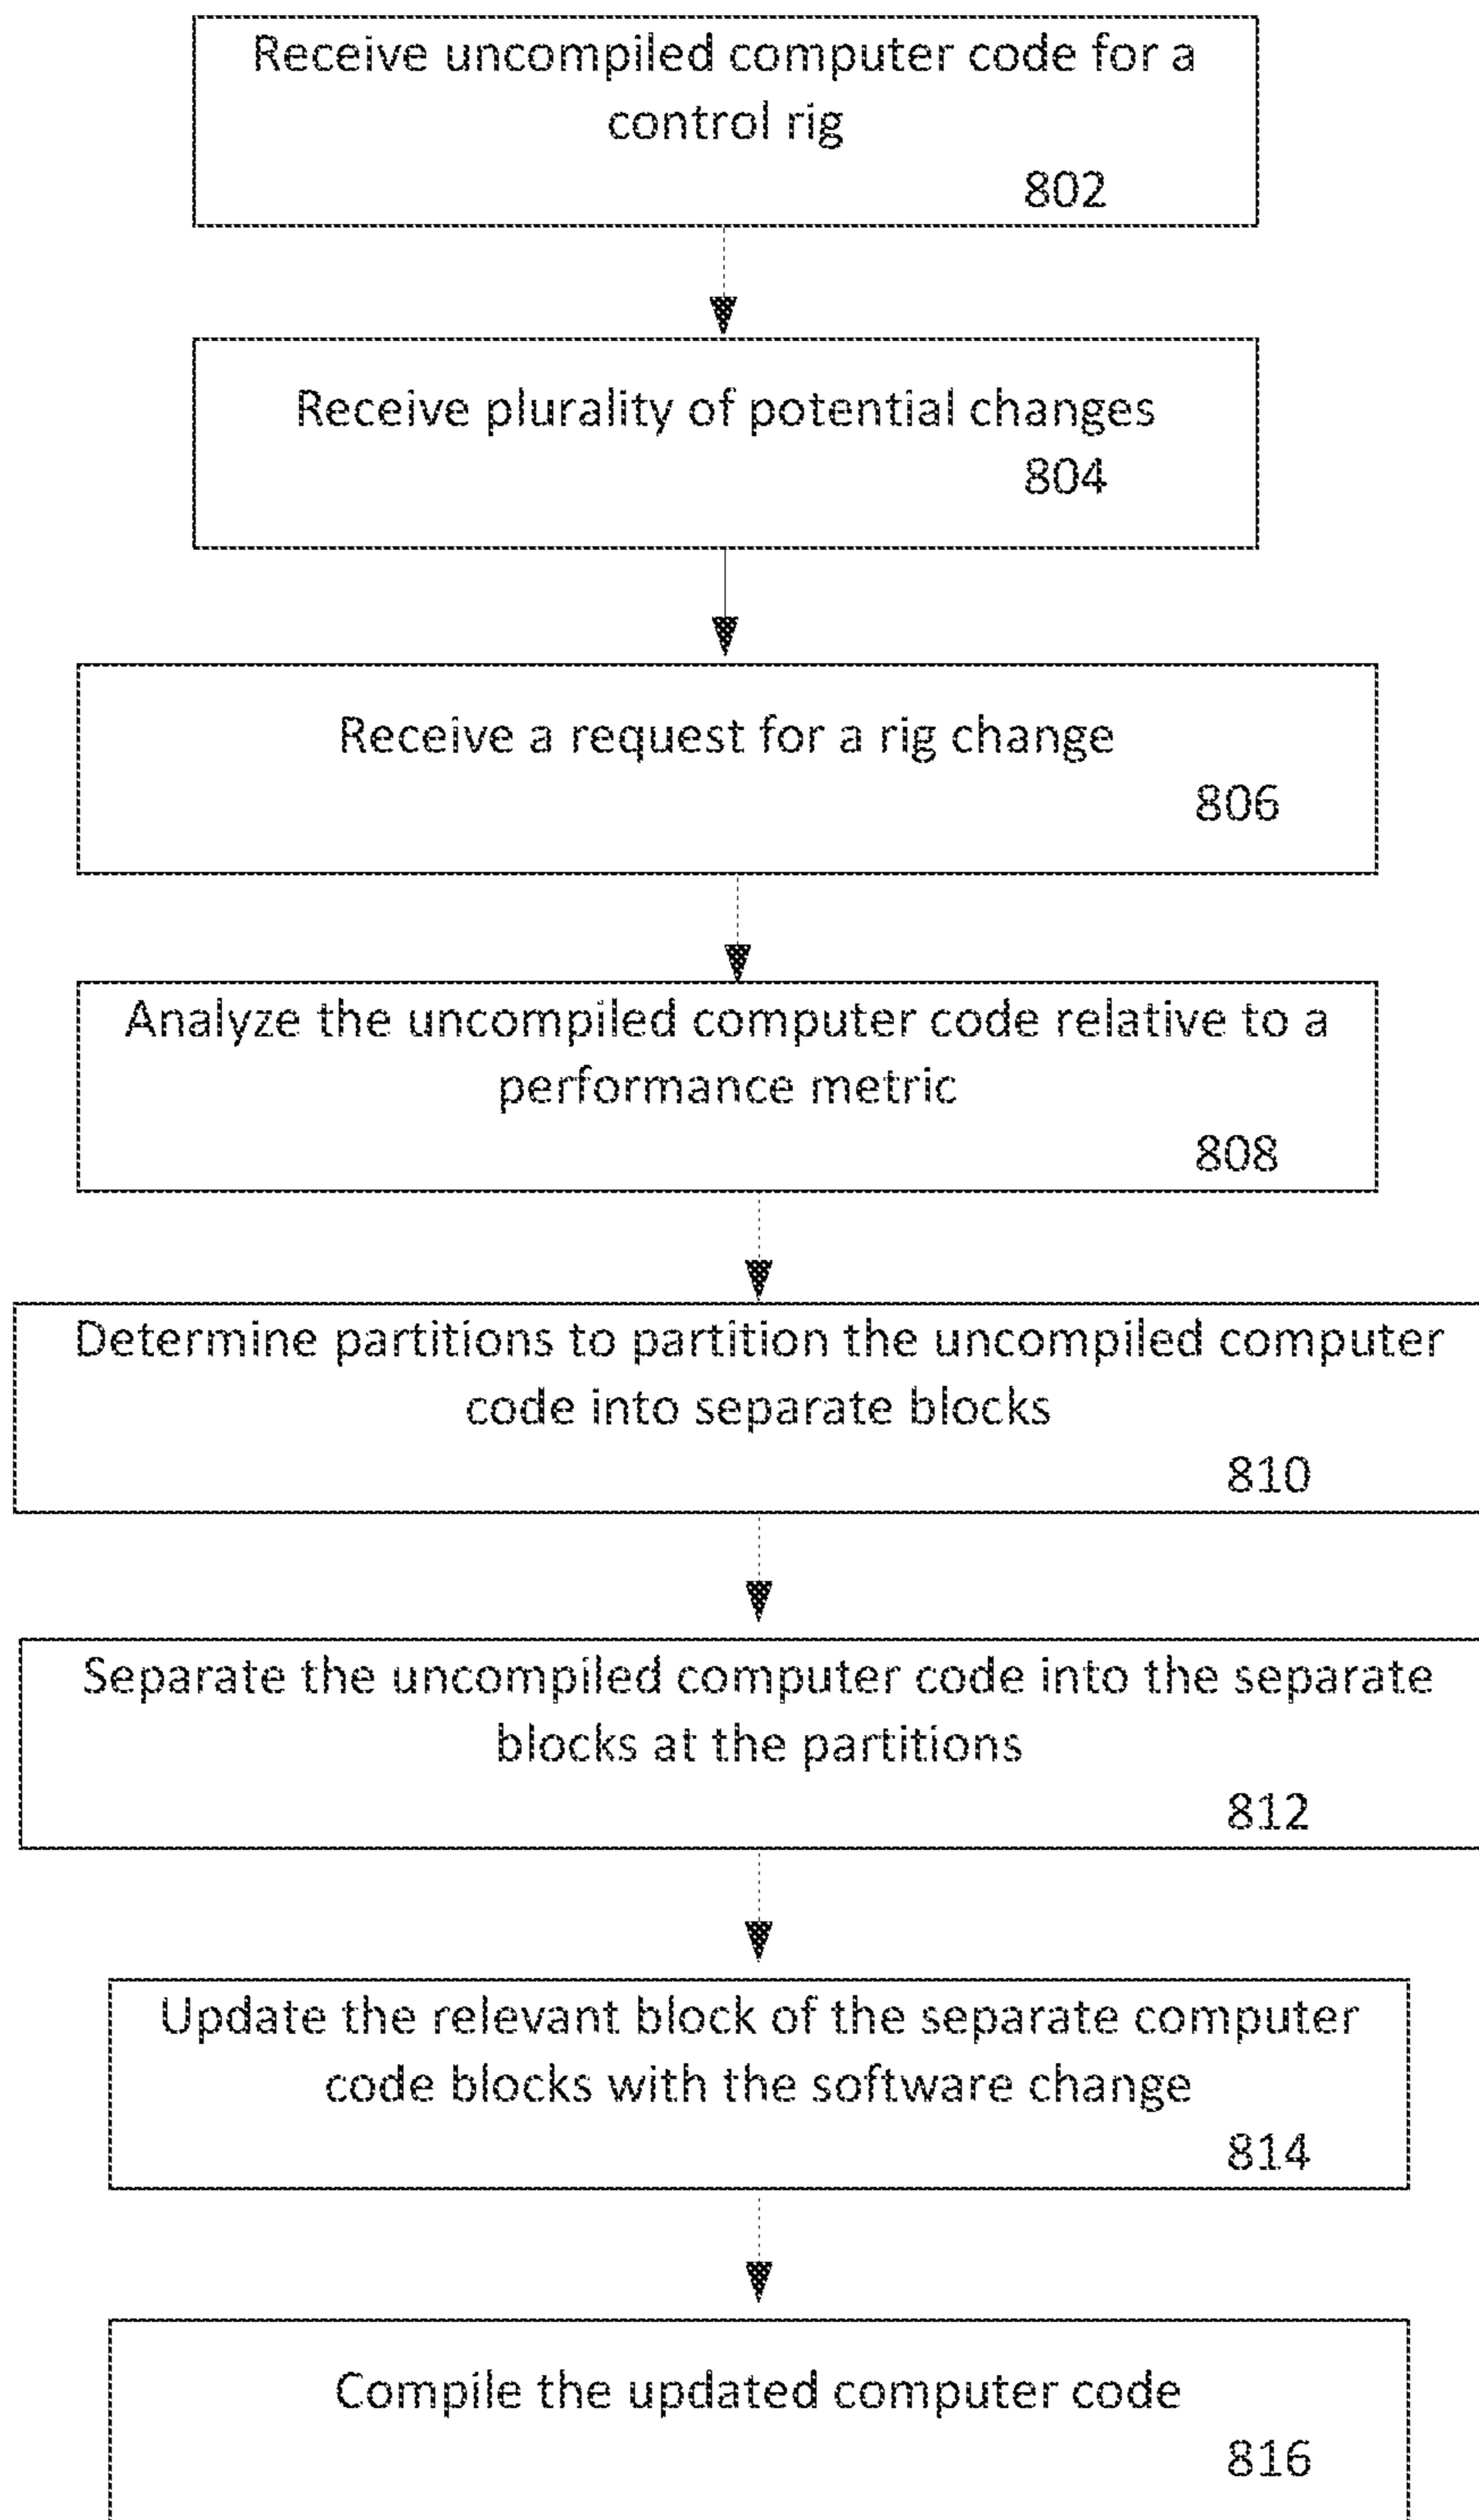 Receive uncompiled computer code for a
control rig
802
Receive plurality of potential changes
804
Receive a request for a rig change
806
Analyze the uncompiled computer code relative to a
performance metric
808
Determine partitions to partition the uncompiled computer
code into separate blocks
810
Separate the uncompiled computer code into the separate
blocks at the partitions
812
Update the relevant block of the separate computer
code blocks with the software change
814
Compile the updated computer code
816